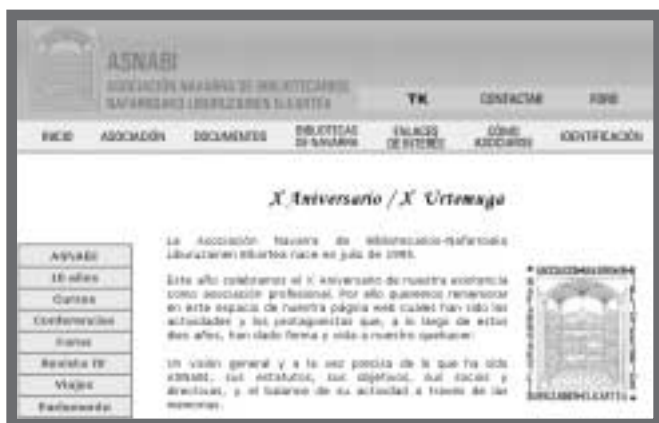 ASNABI
ASOCIACIÓN NAVARRA DE BIBLIOTECARIOS
NAFARROAKO LIBURUZAINEN ELKARTEA
TK CONTACTAR FORO
INICIO ASOCIACIÓN DOCUMENTOS BIBLIOTECAS DE NAVARRA ENLACES DE INTERÉS CÓMO ASOCIARSE IDENTIFICACIÓN
X Aniversario / X Urtemuga
ASNABI
10 años
Cursos
Conferencias
Foros
Revista TK
Viajes
La Asociación Navarra de Bibliotecarios-Nafarroako
Liburuzainen Elkartea nace en julio de 1995.
Este año celebramos el X Aniversario de nuestra existencia
como asociación profesional. Por ello queremos rememorar
en este espacio de nuestra página web cuáles han sido las
actividades y los protagonistas que, a lo largo de estos
diez años, han dado forma y vida a nuestro quehacer.
Un visión general y a la vez precisa de lo que ha sido
ASNABI, sus estatutos, sus objetivos, sus socios y
directivas, y el balance de su actividad a través de las
memorias.